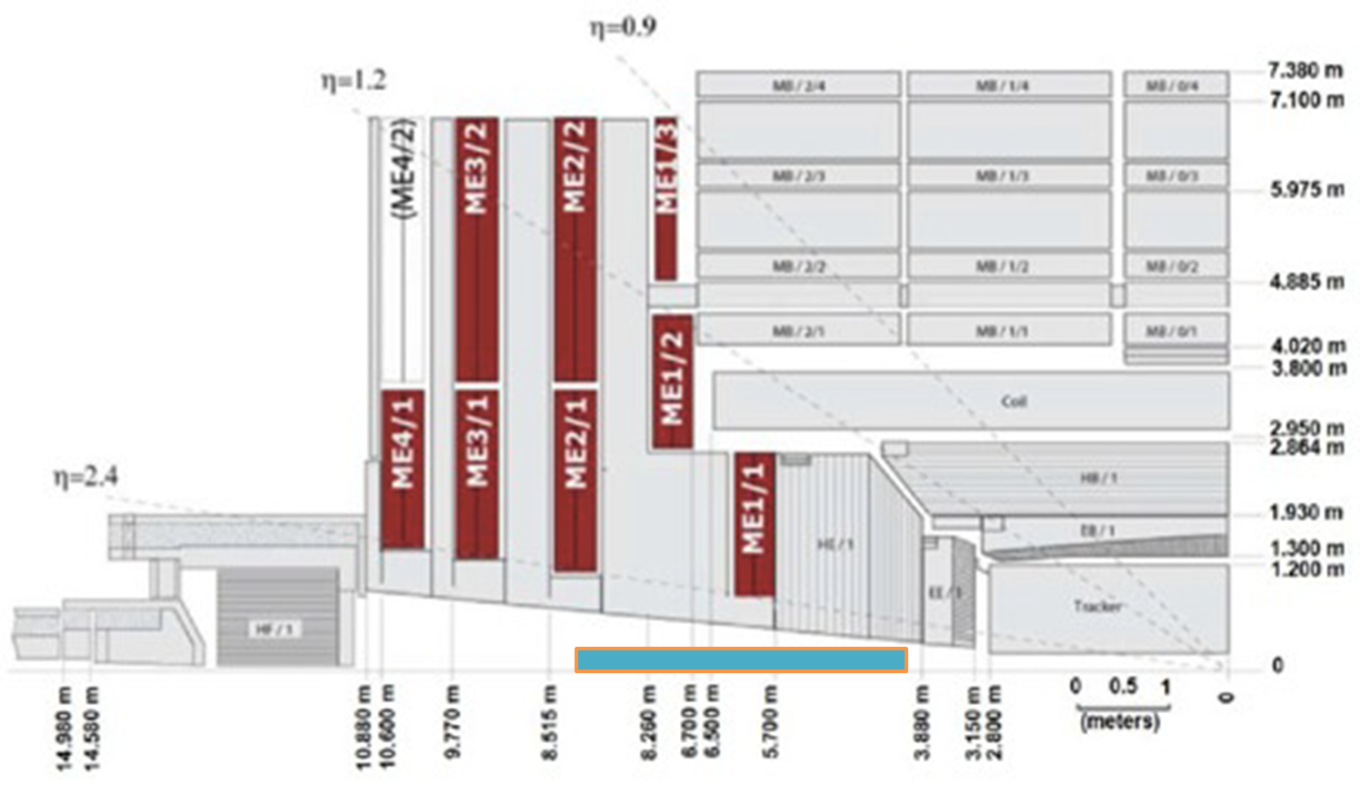 η=0.9
η=1.2
7.380 m
7.100 m
5.975 m
4.885 m
4.020 m
3.800 m
2.950 m
2.864 m
1.930 m
1.300 m
1.200 m
0
MB / 2/4
MB / 1/4
MB / 0/4
MB / 2/3
MB / 1/3
MB / 0/3
MB / 2/2
MB / 1/2
MB / 0/2
MB / 2/1
MB / 1/1
MB / 0/1
(ME4/2)
ME3/2
ME2/2
ME1/3
ME1/2
ME4/1
ME3/1
ME2/1
ME1/1
Coil
HB / 1
EB / 1
HE / 1
EE / 1
Tracker
η=2.4
HF / 1
14.980 m
14.580 m
10.880 m
10.600 m
9.770 m
8.515 m
8.260 m
6.700 m
6.500 m
5.700 m
3.880 m
3.150 m
2.800 m
0
0 0.5 1
(meters)